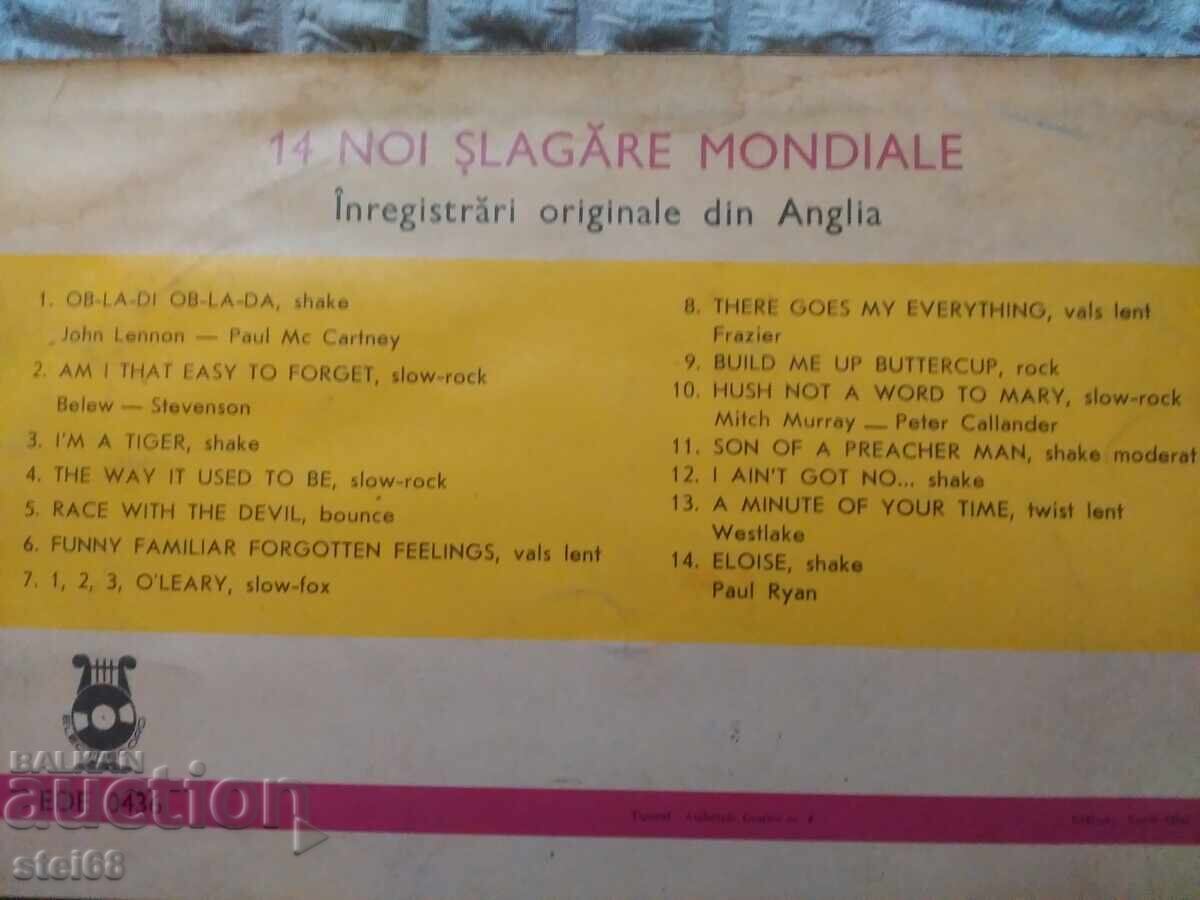 14 NOI ȘLAGĂRE MONDIALE
Înregistrări originale din Anglia
1. OB-LA-DI OB-LA-DA, shake
John Lennon — Paul Mc Cartney
2. AM I THAT EASY TO FORGET, slow-rock
Belew — Stevenson
3. I'M A TIGER, shake
4. THE WAY IT USED TO BE, slow-rock
5. RACE WITH THE DEVIL, bounce
6. FUNNY FAMILIAR FORGOTTEN FEELINGS, vals lent
7. 1, 2, 3, O'LEARY, slow-fox
8. THERE GOES MY EVERYTHING, vals lent
Frazier
9. BUILD ME UP BUTTERCUP, rock
10. HUSH NOT A WORD TO MARY, slow-rock
Mitch Murray — Peter Callander
11. SON OF A PREACHER MAN, shake moderat
12. I AIN'T GOT NO... shake
13. A MINUTE OF YOUR TIME, twist lent
Westlake
14. ELOISE, shake
Paul Ryan
BALKAN
auction
0436
stei68